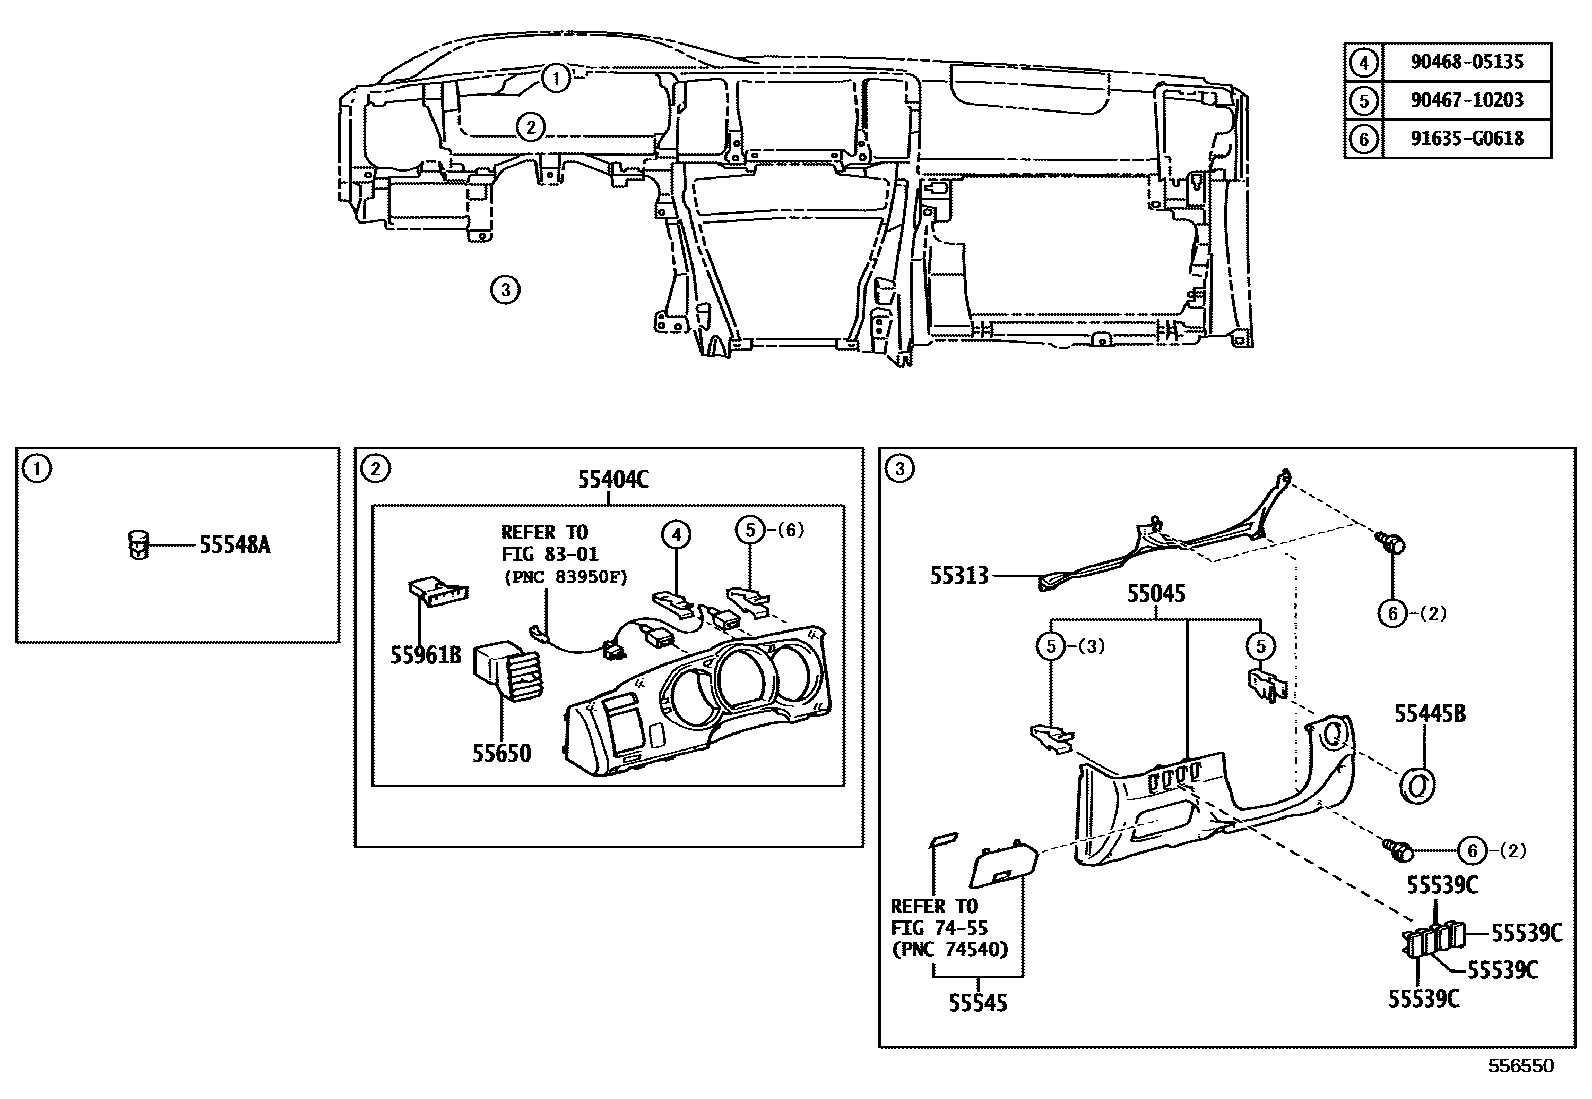 1
2
3
4 90468-05135
5 90467-10203
6 91635-G0618
1
55548A
2
55404C
REFER TO
FIG 83-01
(PNC 83950F)
4
5-(6)
55961B
55650
3
55313
55045
6-(2)
5-(3)
5
55445B
6-(2)
REFER TO
FIG 74-55
(PNC 74540)
55545
55539C
55539C
55539C
55539C
556550